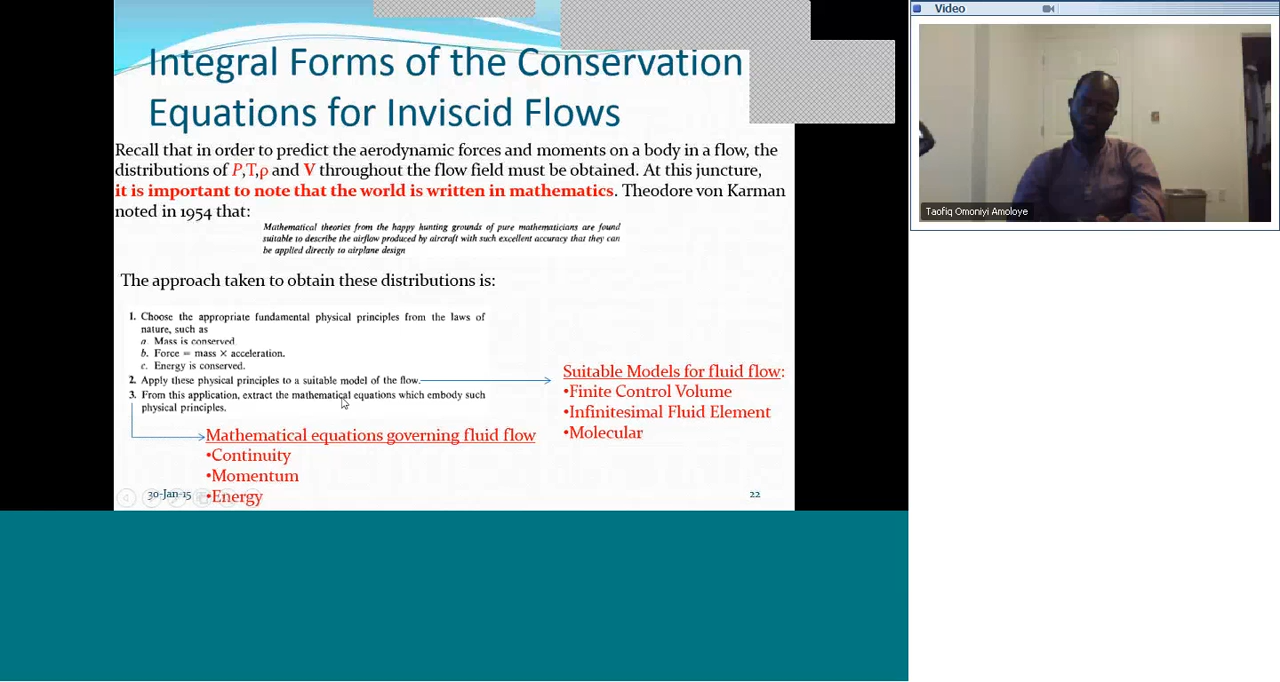 Integral Forms of the Conservation
Equations for Inviscid Flows
Recall that in order to predict the aerodynamic forces and moments on a body in a flow, the
distributions of P,T,ρ and V throughout the flow field must be obtained. At this juncture,
it is important to note that the world is written in mathematics. Theodore von Karman
noted in 1954 that:
Mathematical theories from the happy hunting grounds of pure mathematicians are found
suitable to describe the airflow produced by aircraft with such excellent accuracy that they can
be applied directly to airplane design
The approach taken to obtain these distributions is:
1. Choose the appropriate fundamental physical principles from the laws of
nature, such as
a. Mass is conserved.
b. Force = mass × acceleration.
c. Energy is conserved.
2. Apply these physical principles to a suitable model of the flow.
3. From this application, extract the mathematical equations which embody such
physical principles.
Suitable Models for fluid flow:
•Finite Control Volume
•Infinitesimal Fluid Element
•Molecular
Mathematical equations governing fluid flow
•Continuity
•Momentum
•Energy
30-Jan-15
22
Video
Taofiq Omoniyi Amoloye